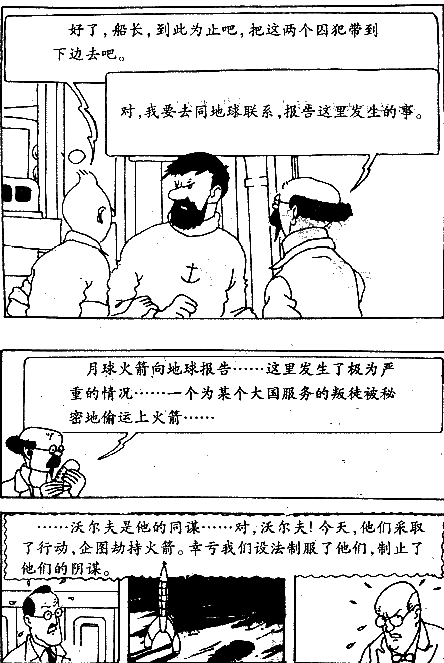 好了，船长，到此为止吧，把这两个囚犯带到
下边去吧。
对，我要去同地球联系，报告这里发生的事。
月球火箭向地球报告……这里发生了极为严
重的情况……一个为某个大国服务的叛徒被秘
密地偷运上火箭……
……沃尔夫是他的同谋……对，沃尔夫！今天，他们采取
了行动，企图劫持火箭。幸亏我们设法制服了他们，制止了
他们的阴谋。